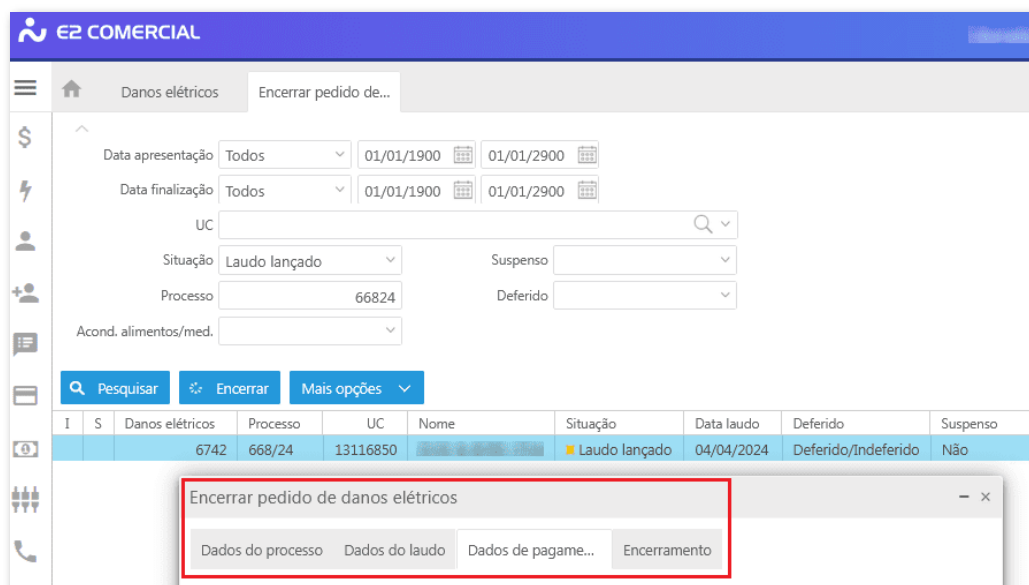 E2 COMERCIAL
Danos elétricos Encerrar pedido de...
Data apresentação Todos 01/01/1900 01/01/2900
Data finalização Todos 01/01/1900 01/01/2900
UC
Situação Laudo lançado Suspenso
Processo 66824 Deferido
Acond. alimentos/med.
Pesquisar Encerrar Mais opções
I S Danos elétricos Processo UC Nome Situação Data laudo Deferido Suspenso
6742 668/24 13116850 Laudo lançado 04/04/2024 Deferido/Indeferido Não
Encerrar pedido de danos elétricos
Dados do processo Dados do laudo Dados de pagame... Encerramento